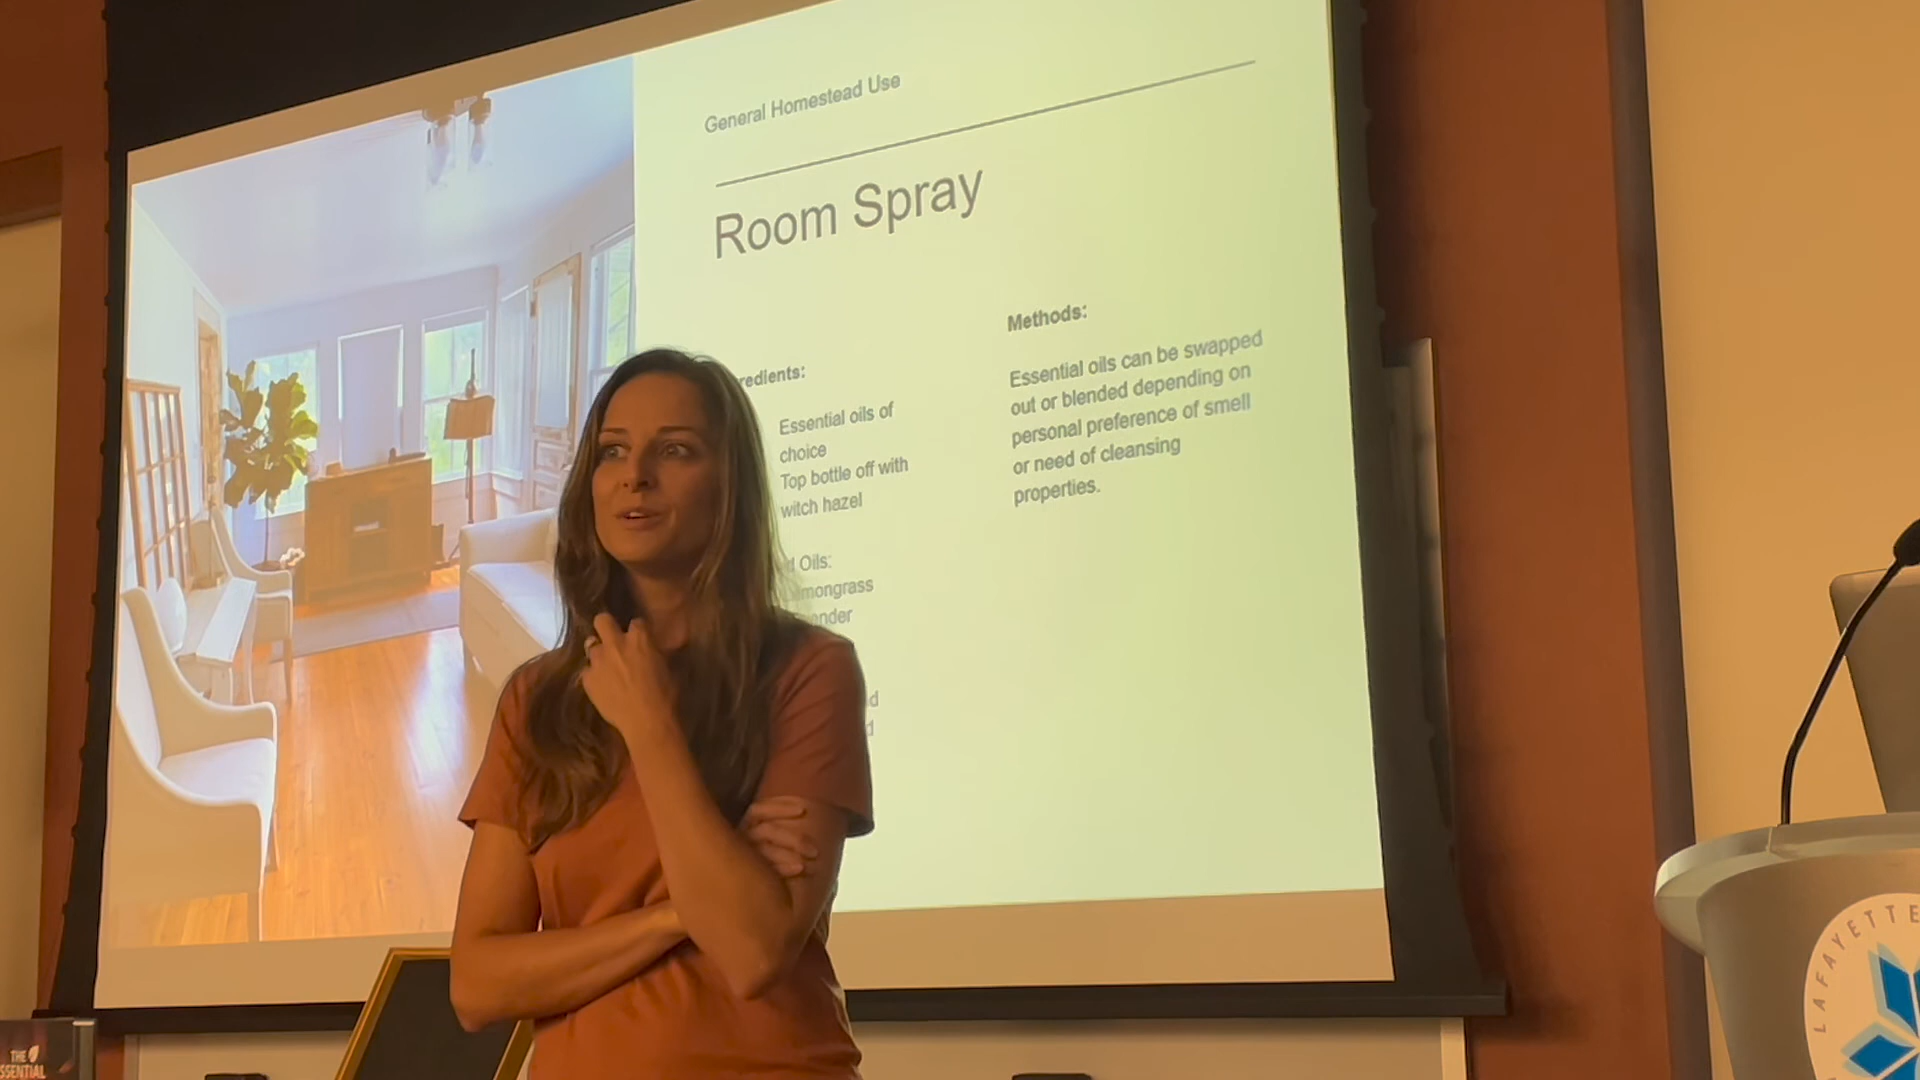 General Homestead Use
Room Spray
redients:
Essential oils of
choice
Top bottle off with
witch hazel
Oils:
mongrass
ender
Methods:
Essential oils can be swapped
out or blended depending on
personal preference of smell
or need of cleansing
properties.
LAFAYETTE
THE
SSENTIAL